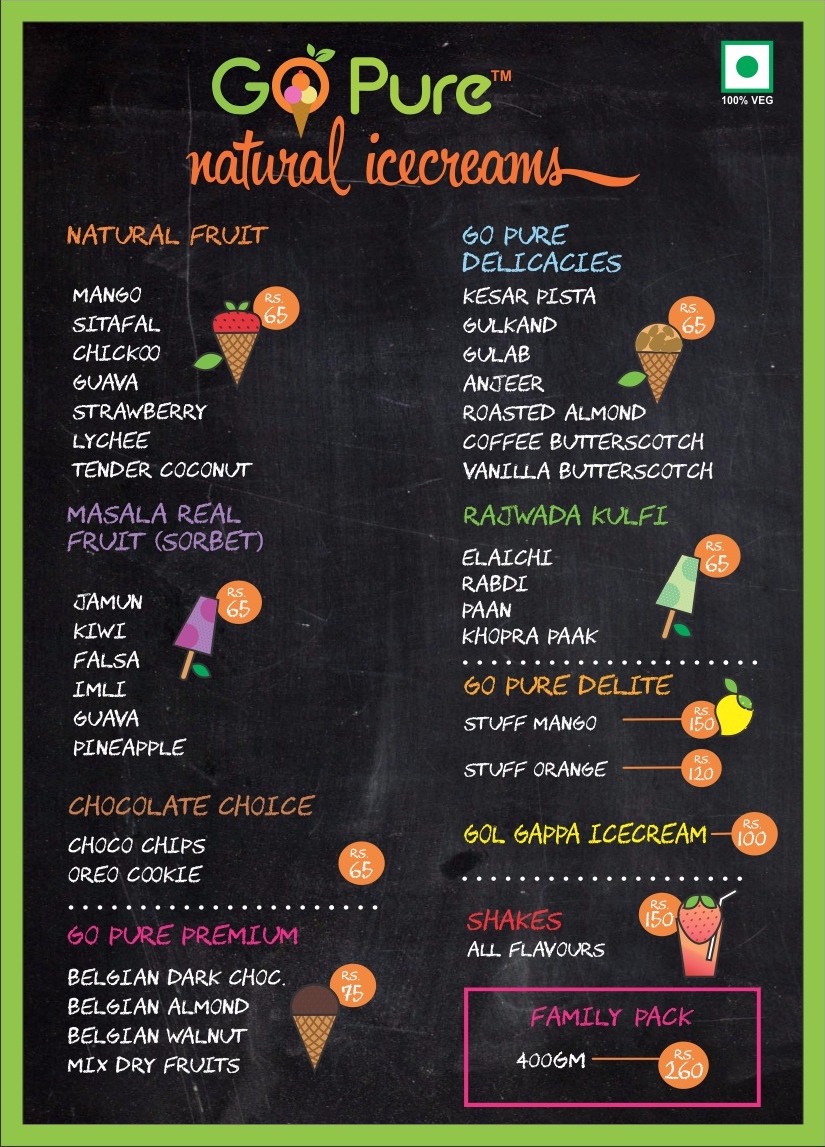 GO Pure™
natural icecreams
100% VEG
NATURAL FRUIT
MANGO
SITAFAL
CHICKOO
GUAVA
STRAWBERRY
LYCHEE
TENDER COCONUT
RS.
65
MASALA REAL
FRUIT (SORBET)
JAMUN
KIWI
FALSA
IMLI
GUAVA
PINEAPPLE
RS.
65
CHOCOLATE CHOICE
CHOCO CHIPS
OREO COOKIE
RS.
65
GO PURE PREMIUM
BELGIAN DARK CHOC.
BELGIAN ALMOND
BELGIAN WALNUT
MIX DRY FRUITS
RS.
75
GO PURE
DELICACIES
KESAR PISTA
GULKAND
GULAB
ANJEER
ROASTED ALMOND
COFFEE BUTTERSCOTCH
VANILLA BUTTERSCOTCH
RS.
65
RAJWADA KULFI
ELAICHI
RABDI
PAAN
KHOPRA PAAK
RS.
65
GO PURE DELITE
STUFF MANGO
RS.
150
STUFF ORANGE
RS.
120
GOL GAPPA ICECREAM
RS.
100
SHAKES
ALL FLAVOURS
RS.
150
FAMILY PACK
400GM
RS.
260